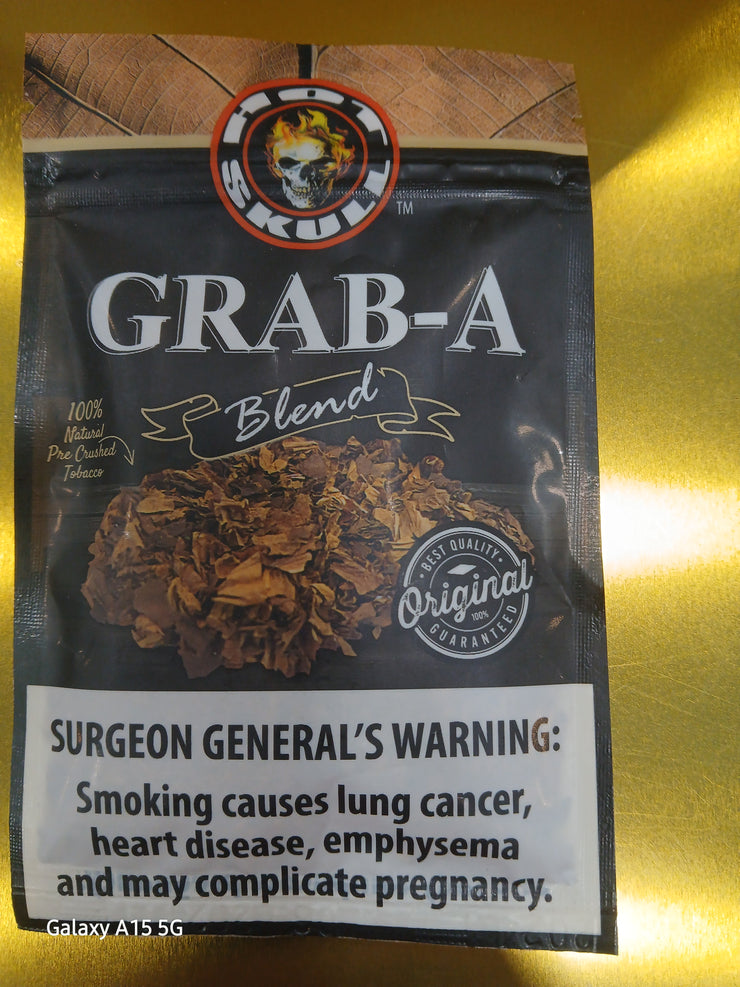 HOT
SKULL
TM
GRAB-A
Blend
100%
Natural
Pre Crushed
Tobacco
BEST QUALITY
Original
100%
GUARANTEED
SURGEON GENERAL'S WARNING:
Smoking causes lung cancer,
heart disease, emphysema
and may complicate pregnancy.
Galaxy A15 5G